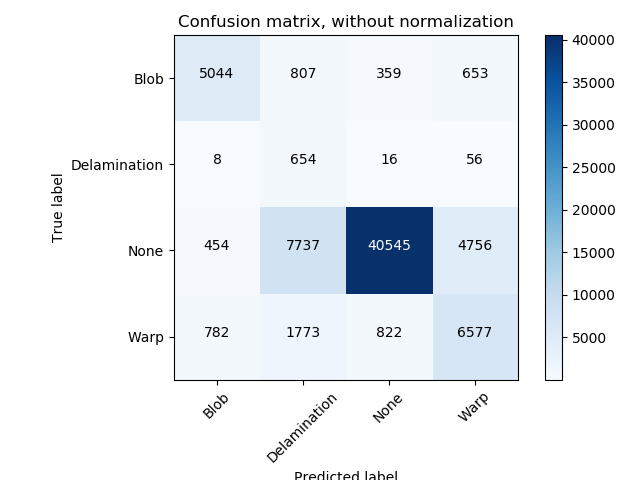 Confusion matrix, without normalization
Blob 5044 807 359 653
Delamination 8 654 16 56
None 454 7737 40545 4756
Warp 782 1773 822 6577
True label
Blob Delamination None Warp
Predicted label
40000
35000
30000
25000
20000
15000
10000
5000